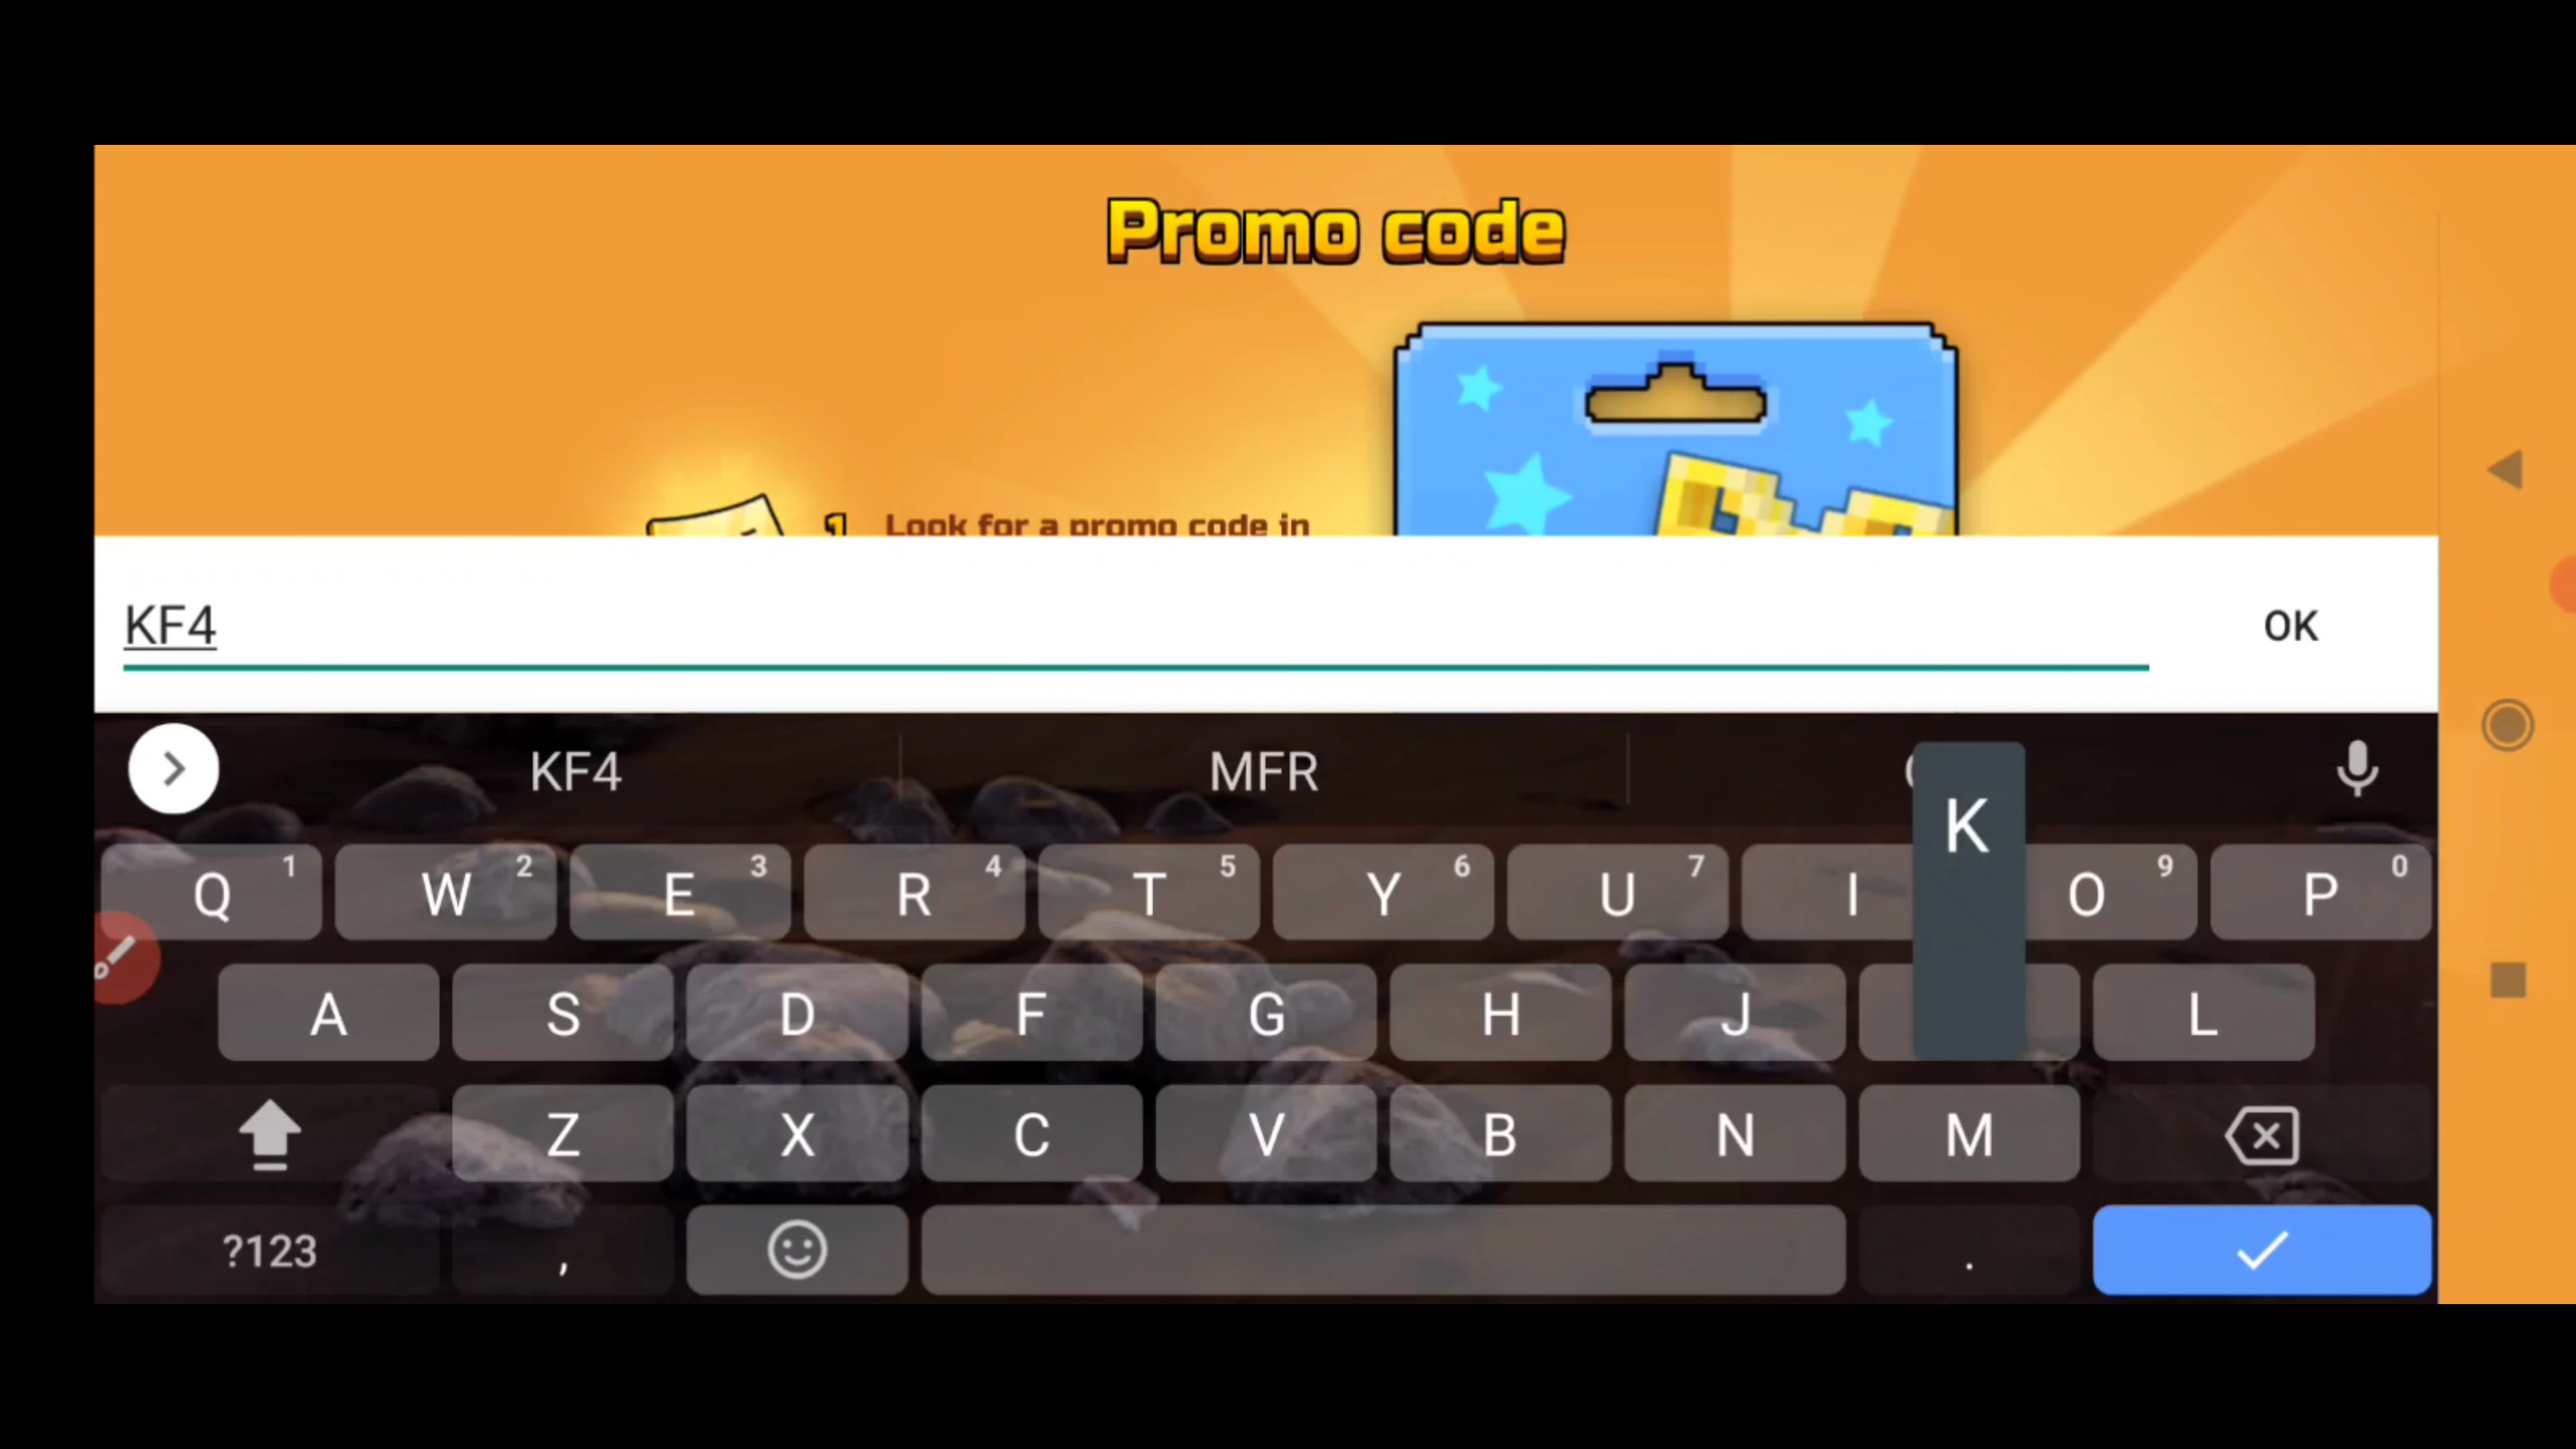 Promo code
1 Look for a promo code in
KF4
OK
KF4 MFR
K
Q 1 W 2 E 3 R 4 T 5 Y 6 U 7 I O 9 P 0
A S D F G H J L
Z X C V B N M
?123 , .